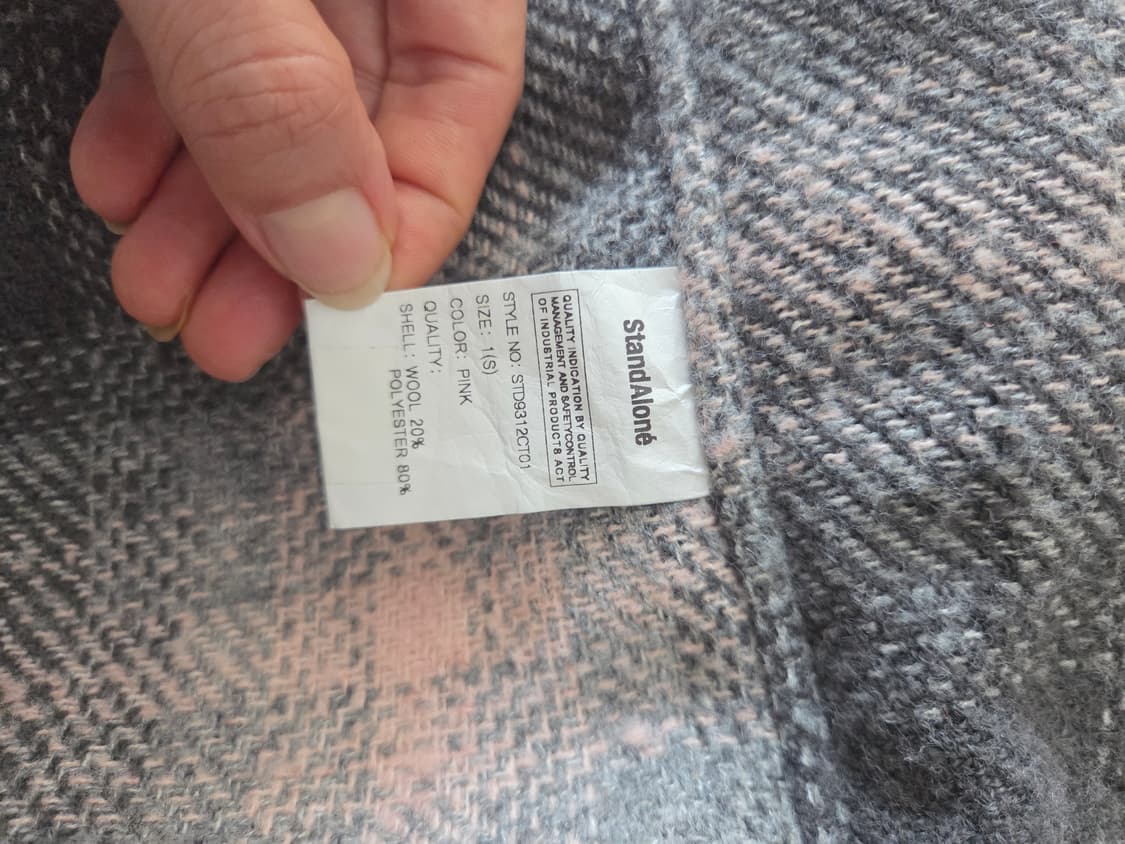 StandAloné
QUALITY INDICATION BY QUALITY
MANAGEMENT AND SAFETYCONTROL
OF INDUSTRIAL PRODUCTS ACT
STYLE NO: STD9312CT01
SIZE: 1(S)
COLOR: PINK
QUALITY:
SHELL: WOOL 20%
POLYESTER 80%